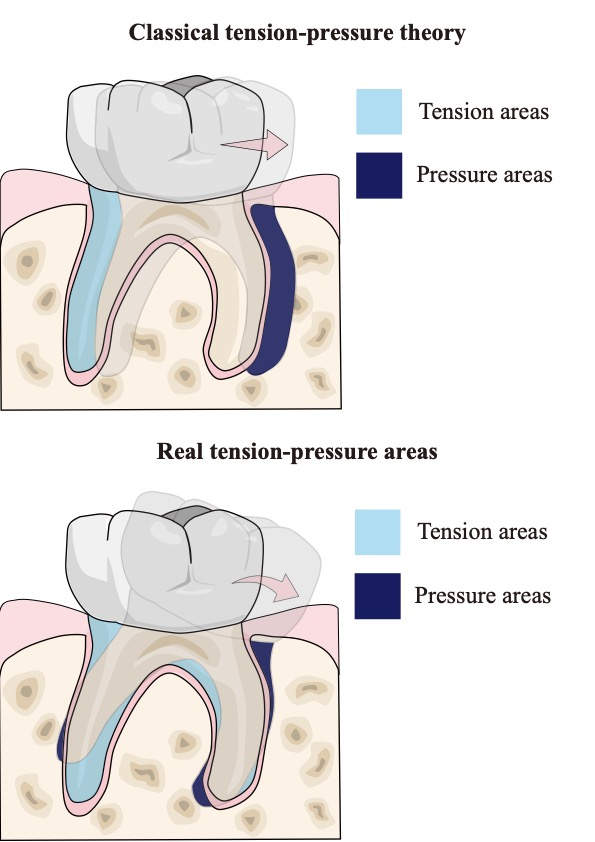 Classical tension-pressure theory
Tension areas
Pressure areas
Real tension-pressure areas
Tension areas
Pressure areas